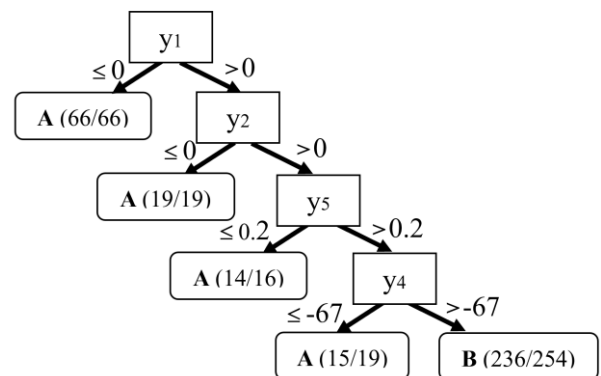 y1
≤ 0 >0
A (66/66)
y2
≤ 0 >0
A (19/19)
y5
≤ 0.2 >0.2
A (14/16)
y4
≤ -67 >-67
A (15/19) B (236/254)